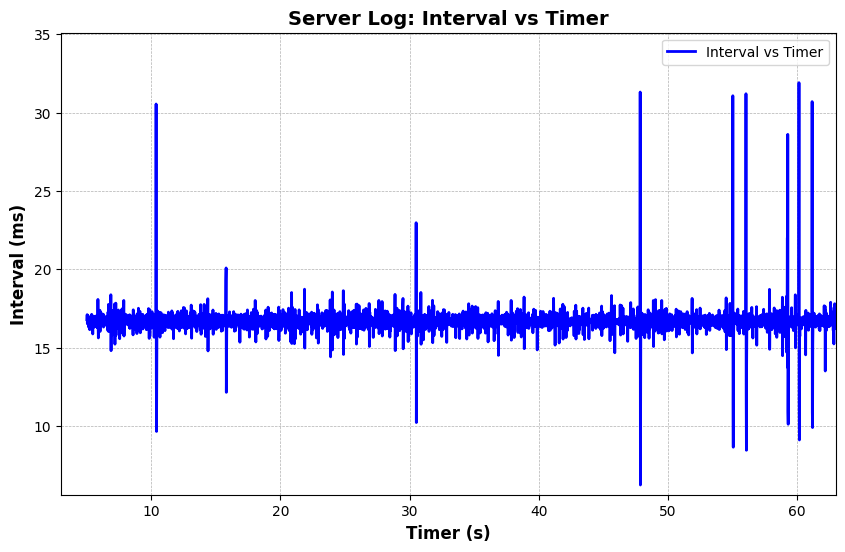 Server Log: Interval vs Timer
Interval vs Timer
35
30
25
20
15
10
Interval (ms)
10 20 30 40 50 60
Timer (s)